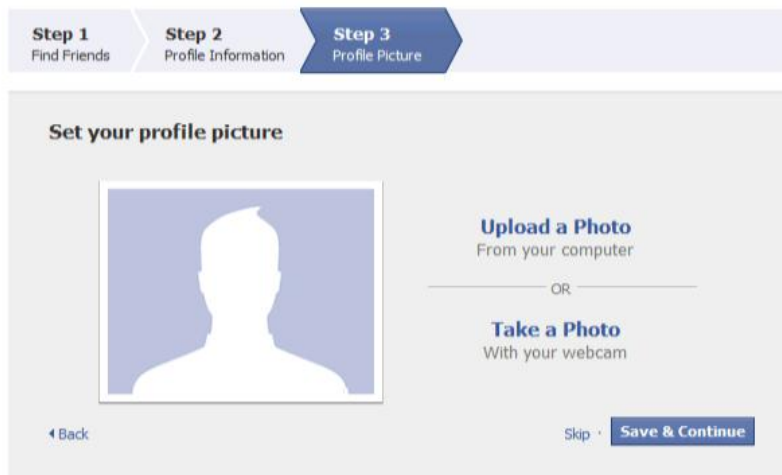 Step 1
Find Friends
Step 2
Profile Information
Step 3
Profile Picture
Set your profile picture
Upload a Photo
From your computer
OR
Take a Photo
With your webcam
Back
Skip · Save & Continue